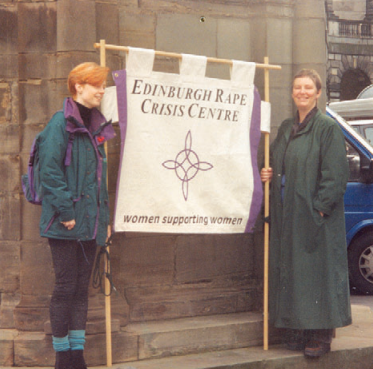 EDINBURGH RAPE
CRISIS CENTRE
women supporting women